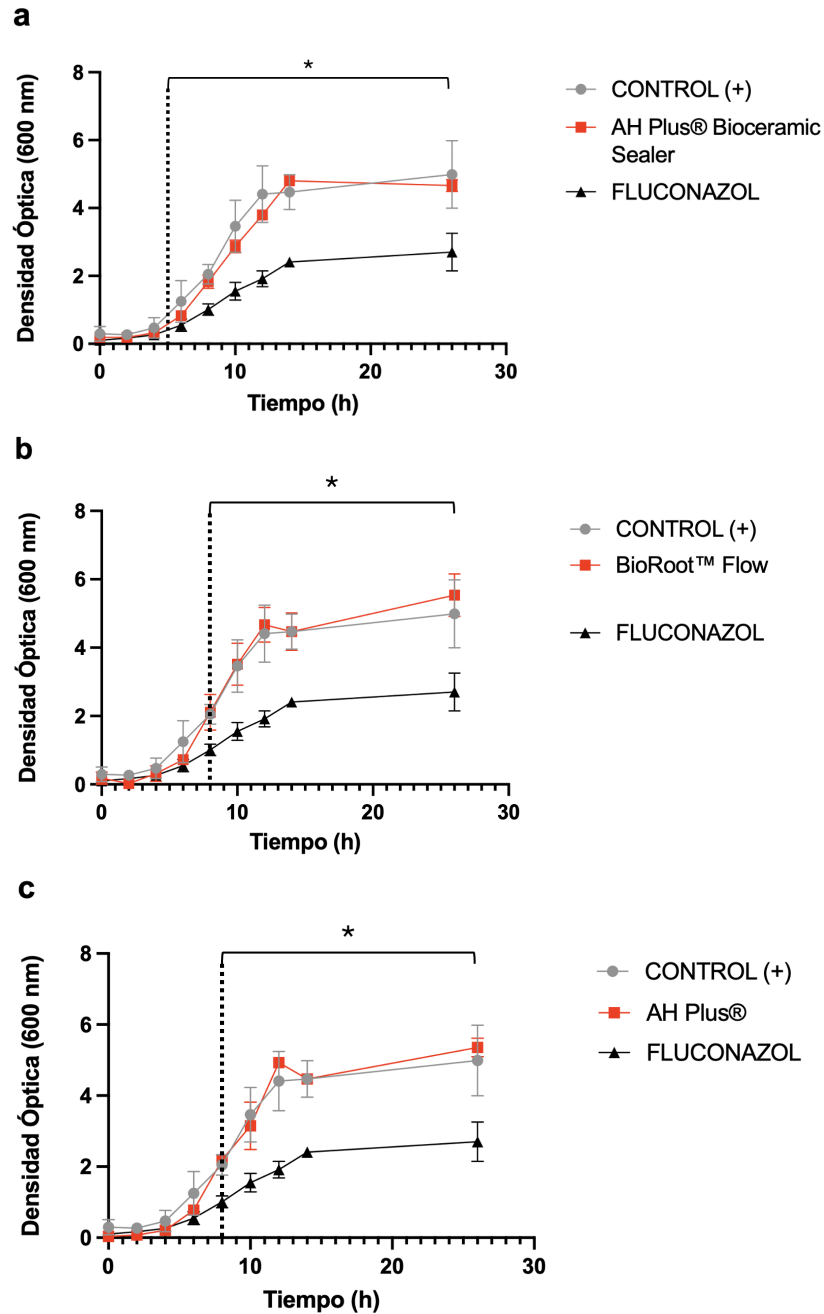 a
*
Densidad Óptica (600 nm)
8
6
4
2
0
0
10
20
30
Tiempo (h)
CONTROL (+)
AH Plus® Bioceramic
Sealer
FLUCONAZOL
b
*
Densidad Óptica (600 nm)
8
6
4
2
0
0
10
20
30
Tiempo (h)
CONTROL (+)
BioRoot™ Flow
FLUCONAZOL
c
*
Densidad Óptica (600 nm)
8
6
4
2
0
0
10
20
30
Tiempo (h)
CONTROL (+)
AH Plus®
FLUCONAZOL